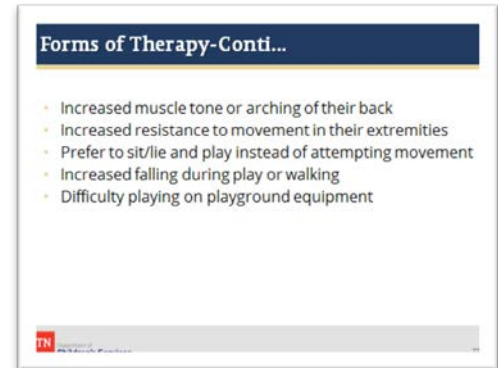 Forms of Therapy-Conti...
Increased muscle tone or arching of their back
Increased resistance to movement in their extremities
Prefer to sit/lie and play instead of attempting movement
Increased falling during play or walking
Difficulty playing on playground equipment
TN
Children's Services